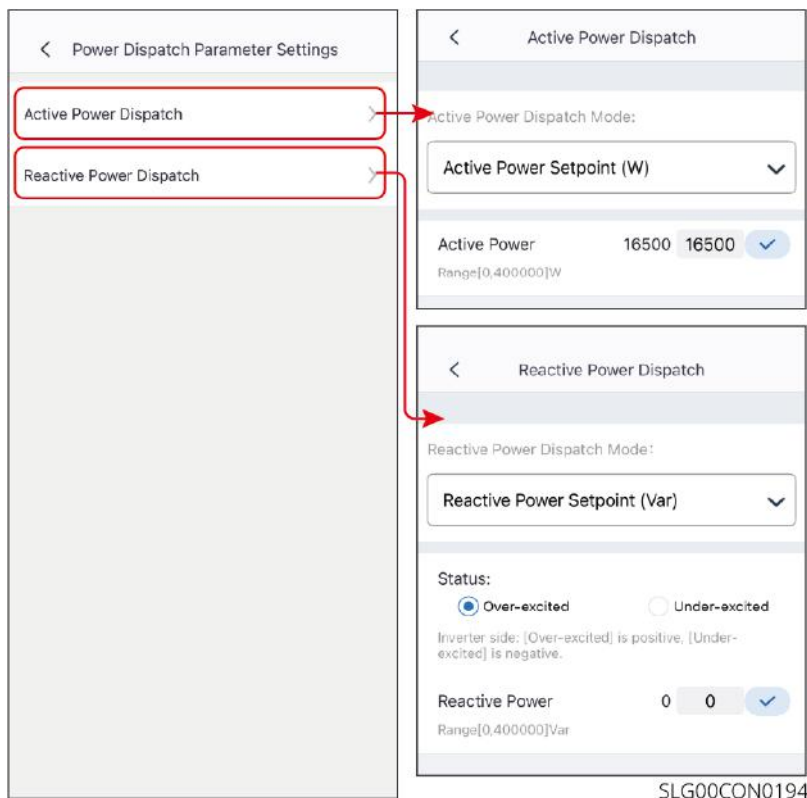 Power Dispatch Parameter Settings
Active Power Dispatch
Reactive Power Dispatch
Active Power Dispatch
Active Power Dispatch Mode:
Active Power Setpoint (W)
Active Power 16500 16500
Range[0,400000]W
Reactive Power Dispatch
Reactive Power Dispatch Mode:
Reactive Power Setpoint (Var)
Status:
Over-excited Under-excited
Inverter side: [Over-excited] is positive, [Under-
excited] is negative.
Reactive Power 0 0
Range[0,400000]Var
SLG00CON0194